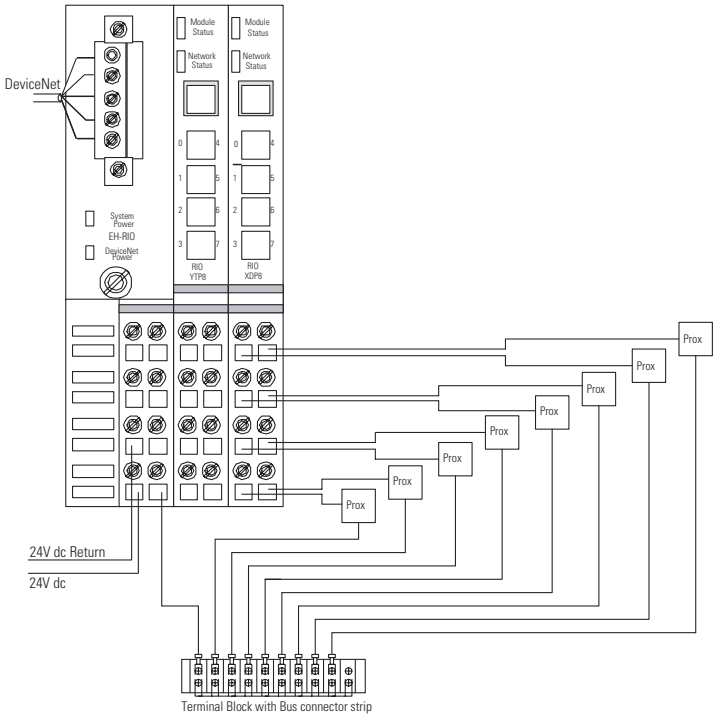 Module
Status
Module
Status
Network
Status
Network
Status
DeviceNet
0 4
0 4
1 5
1 5
2 6
2 6
3 7
3 7
System
Power
EH-RIO
DeviceNet
Power
RIO
YTP8
RIO
XDP8
Prox
Prox
Prox
Prox
Prox
Prox
Prox
Prox
24V dc Return
24V dc
Terminal Block with Bus connector strip